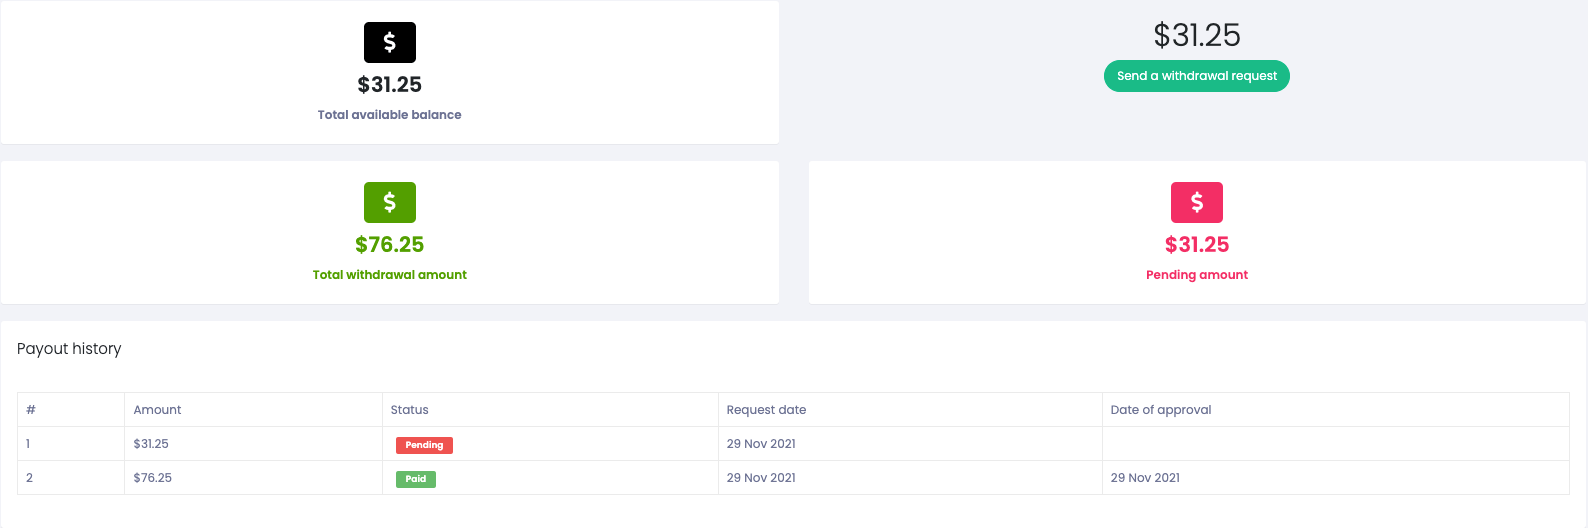 $
$31.25
Total available balance
$31.25
Send a withdrawal request
$
$76.25
Total withdrawal amount
$
$31.25
Pending amount
Payout history
# Amount Status Request date Date of approval
1 $31.25 Pending 29 Nov 2021
2 $76.25 Paid 29 Nov 2021 29 Nov 2021